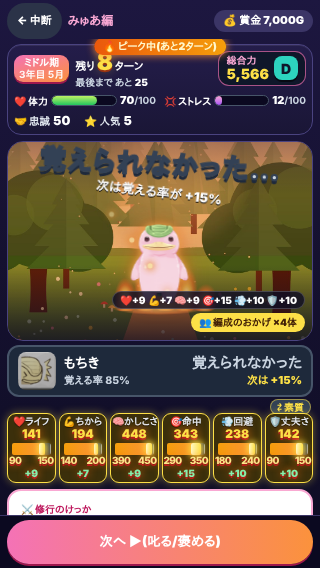 ← 中断
みゅあ編
💰 賞金 7,000G
🔥 ピーク中(あと2ターン)
ミドル期
3年目 5月
残り 8 ターン
最後まで あと 25
総合力
5,566
D
❤️ 体力 70/100
💢 ストレス 12/100
🤝 忠誠 50
⭐ 人気 5
覚えられなかった...
次は覚える率が +15%
❤️+9 💪+7 🧠+9 🎯+15 💨+10 🛡️+10
👥 編成のおかげ ×4体
もちき
覚えられなかった
覚える率 85%
次は +15%
素質
❤️ライフ 💪ちから 🧠かしこさ 🎯命中 💨回避 🛡️丈夫さ
141 194 448 343 238 142
90 150 140 200 390 450 290 350 180 240 90 150
+9 +7 +9 +15 +10 +10
⚔️ 修行のけっか
次へ ▶(叱る/褒める)